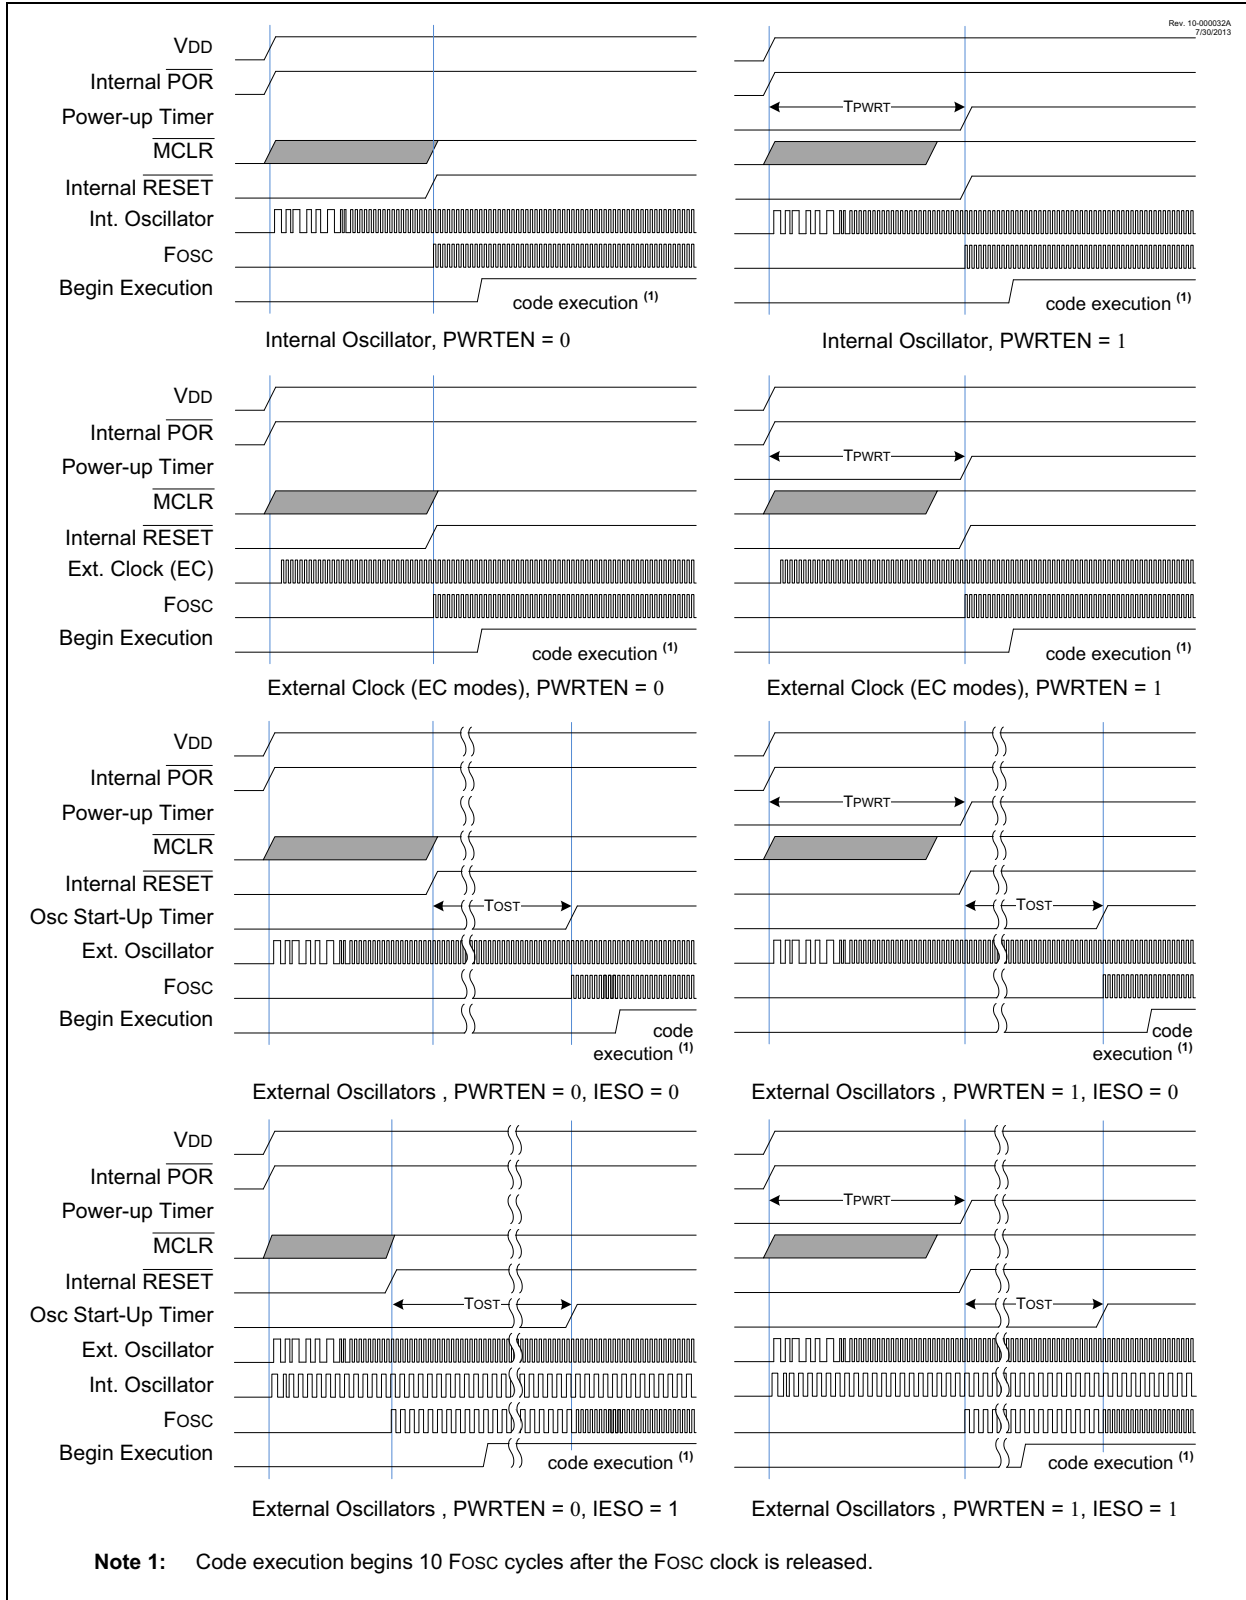 Rev. 10-000032A
7/30/2013
VDD
Internal POR
Power-up Timer
MCLR
Internal RESET
Int. Oscillator
FOSC
Begin Execution
code execution (1)
Internal Oscillator, PWRTEN = 0
TPWRT
code execution (1)
Internal Oscillator, PWRTEN = 1
VDD
Internal POR
Power-up Timer
MCLR
Internal RESET
Ext. Clock (EC)
FOSC
Begin Execution
code execution (1)
External Clock (EC modes), PWRTEN = 0
TPWRT
code execution (1)
External Clock (EC modes), PWRTEN = 1
VDD
Internal POR
Power-up Timer
MCLR
Internal RESET
Osc Start-Up Timer
Ext. Oscillator
FOSC
Begin Execution
TOST
code
execution (1)
External Oscillators , PWRTEN = 0, IESO = 0
TPWRT
TOST
code
execution (1)
External Oscillators , PWRTEN = 1, IESO = 0
VDD
Internal POR
Power-up Timer
MCLR
Internal RESET
Osc Start-Up Timer
Ext. Oscillator
Int. Oscillator
FOSC
Begin Execution
TOST
code execution (1)
External Oscillators , PWRTEN = 0, IESO = 1
TPWRT
TOST
code execution (1)
External Oscillators , PWRTEN = 1, IESO = 1
Note 1: Code execution begins 10 FOSC cycles after the FOSC clock is released.